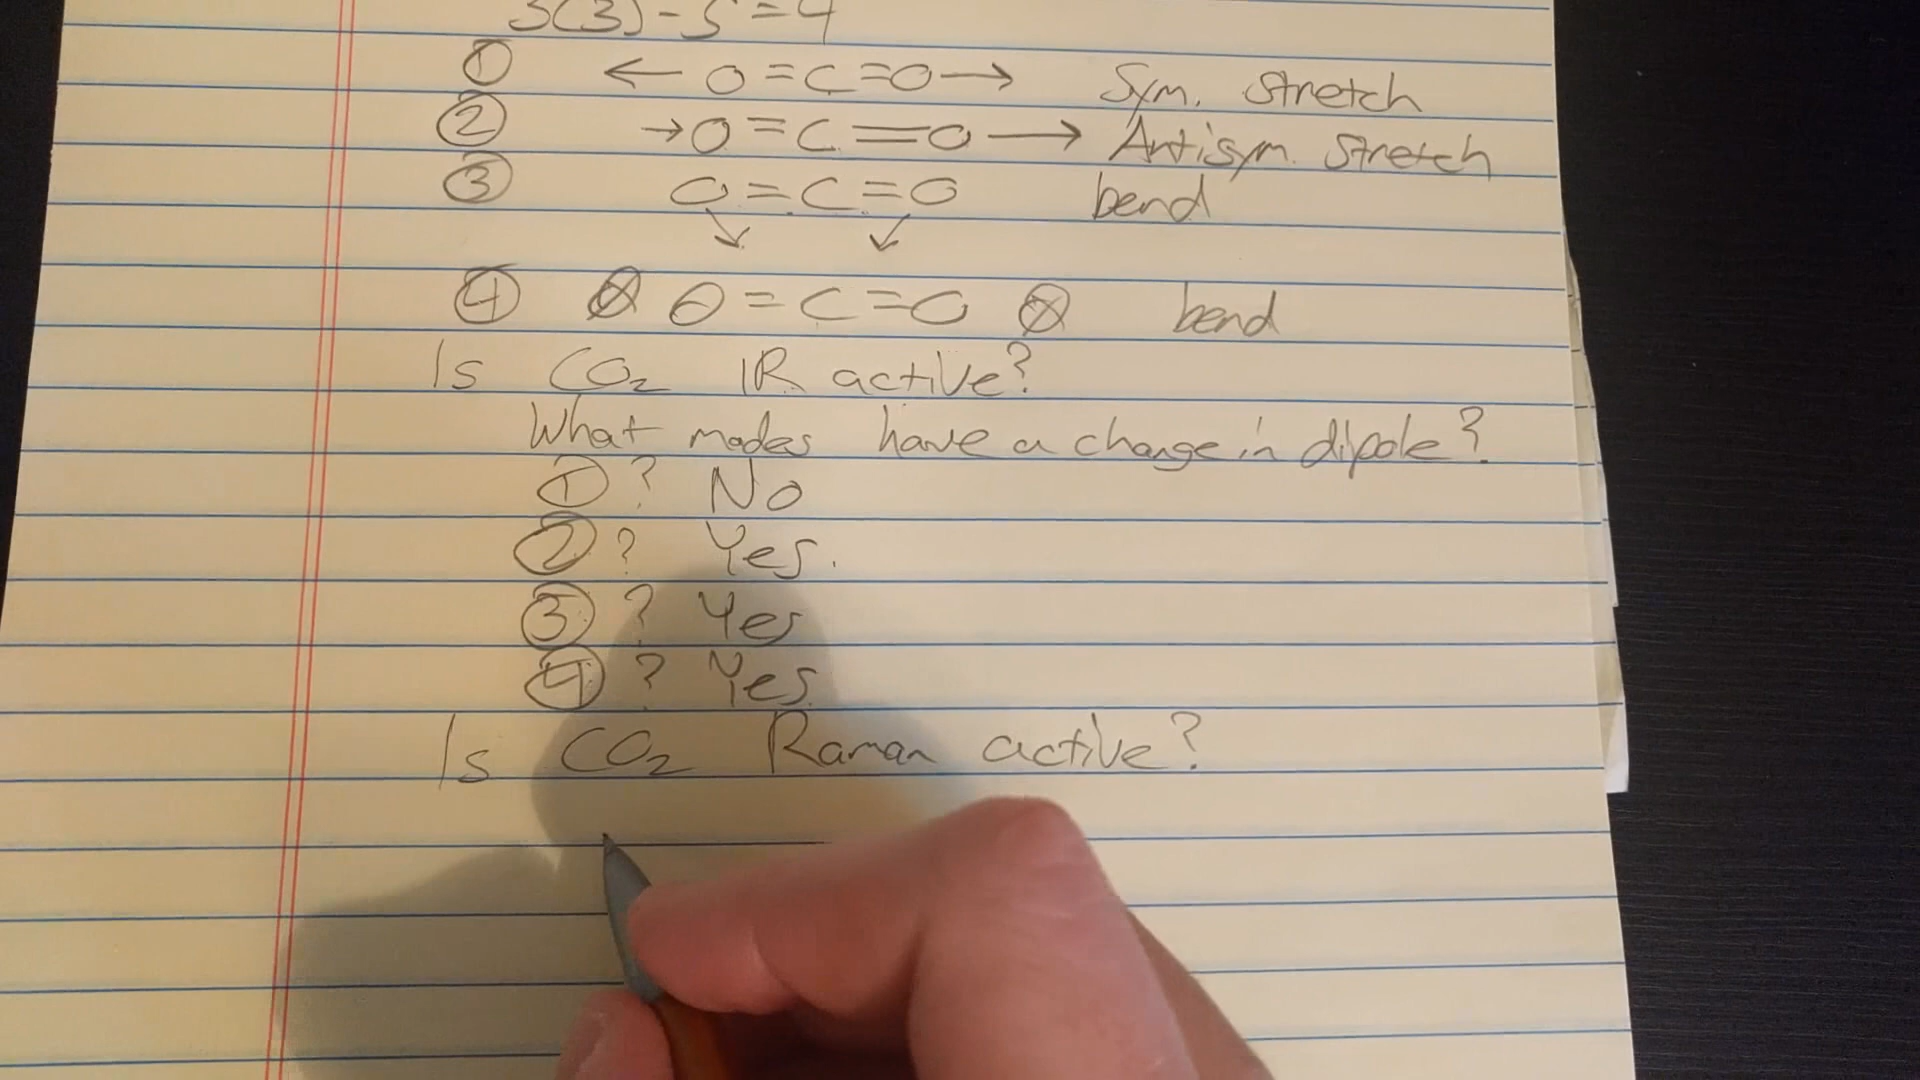 3(3)-5=4
① ← O=C=O → Sym. Stretch
② →O=C=O → Antisym. Stretch
③ O=C=O bend
↘ ↙
④ ⊗ O=C=O ⊗ bend
Is CO₂ IR active?
What modes have a change in dipole?
①? No
②? Yes.
③? Yes
④? Yes.
Is CO₂ Raman active?